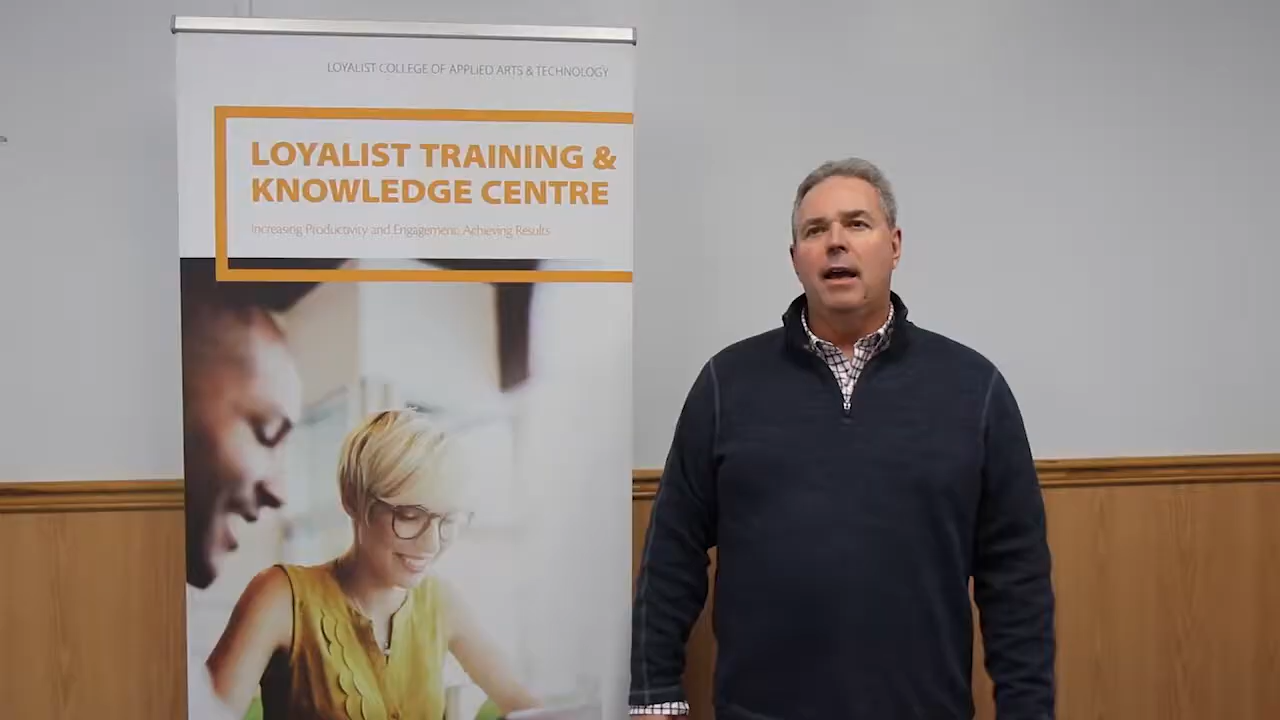 LOYALIST COLLEGE OF APPLIED ARTS & TECHNOLOGY
LOYALIST TRAINING &
KNOWLEDGE CENTRE
Increasing Productivity and Engagement, Achieving Results